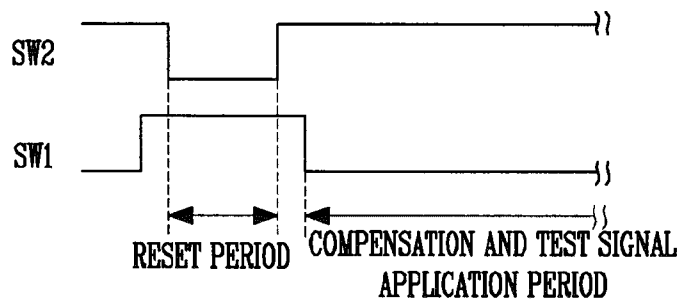 SW2
SW1
RESET PERIOD
COMPENSATION AND TEST SIGNAL
APPLICATION PERIOD